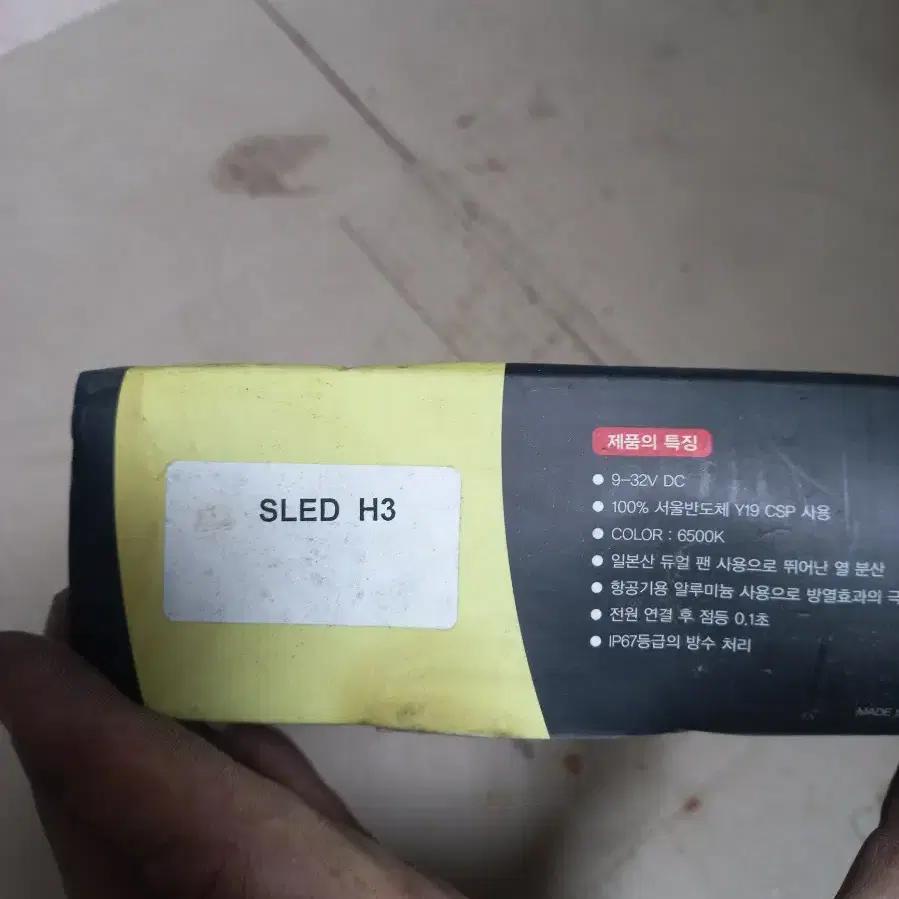 SLED H3
제품의 특징
● 9-32V DC
● 100% 서울반도체 Y19 CSP 사용
● COLOR : 6500K
● 일본산 듀얼 팬 사용으로 뛰어난 열 분산
● 항공기용 알루미늄 사용으로 방열효과의 극
● 전원 연결 후 점등 0.1초
● IP67등급의 방수 처리
MADE